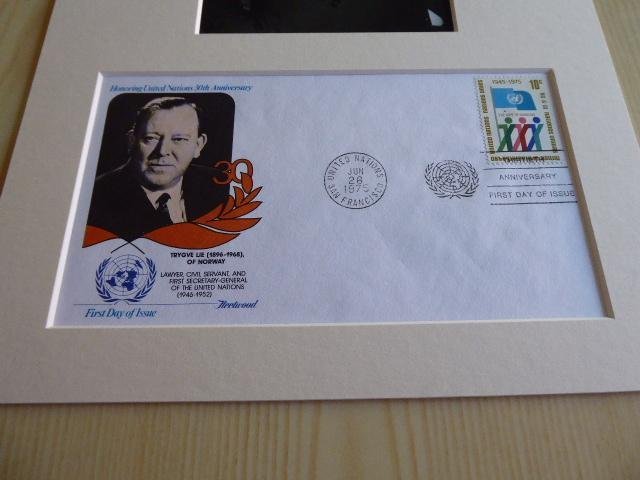 Honoring United Nations 30th Anniversary
30
TRYGVE LIE (1896-1968),
OF NORWAY
LAWYER, CIVIL SERVANT, AND
FIRST SECRETARY-GENERAL
OF THE UNITED NATIONS
(1946-1952)
First Day of Issue
Fleetwood
UNITED NATIONS
JUN
26
1975
SAN FRANCISCO
1945-1975
10c
ANNIVERSARY
FIRST DAY OF ISSUE